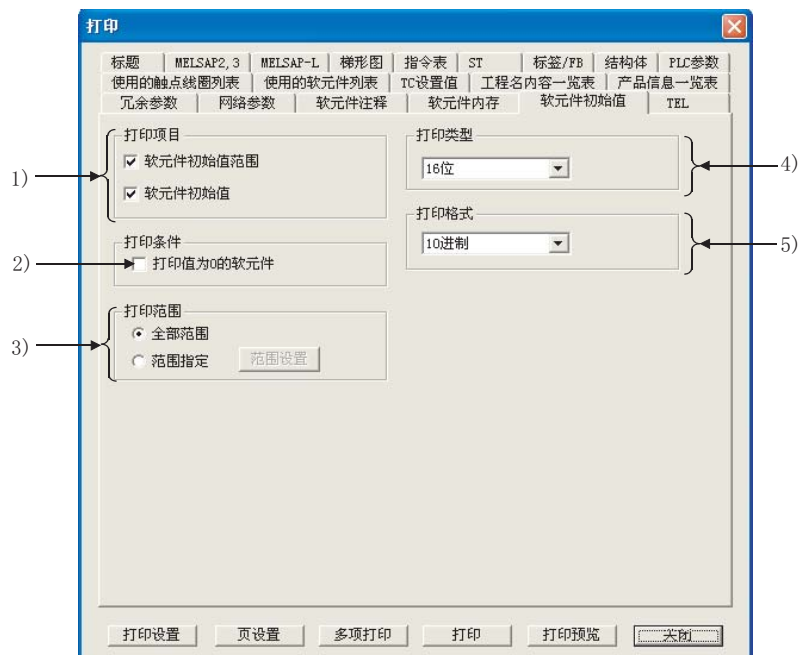 打印
标题 MELSAP2,3 MELSAP-L 梯形图 指令表 ST 标签/FB 结构体 PLC参数
使用的触点线圈列表 使用的软元件列表 TC设置值 工程名内容一览表 产品信息一览表
冗余参数 网络参数 软元件注释 软元件内存 软元件初始值 TEL
打印项目
软元件初始值范围
软元件初始值
1)
打印类型
16位
4)
打印格式
10进制
5)
打印条件
打印值为0的软元件
2)
打印范围
全部范围
范围指定 范围设置
3)
打印设置 页设置 多项打印 打印 打印预览 关闭